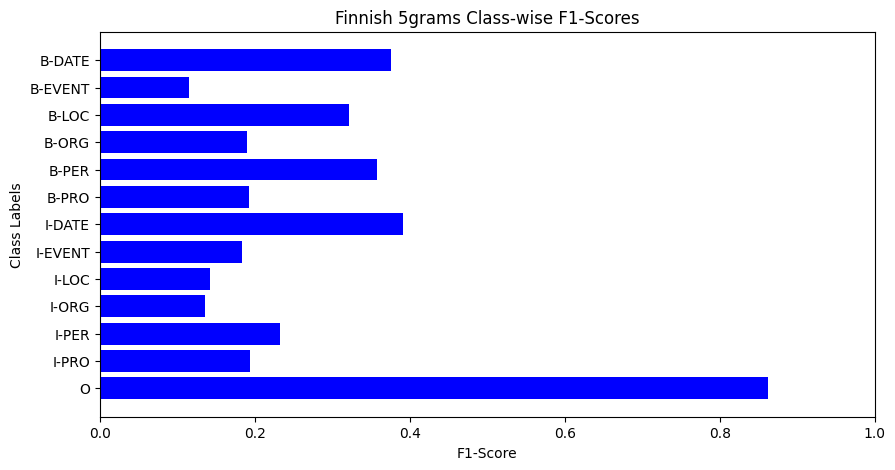 Finnish 5grams Class-wise F1-Scores
Class Labels
B-DATE
B-EVENT
B-LOC
B-ORG
B-PER
B-PRO
I-DATE
I-EVENT
I-LOC
I-ORG
I-PER
I-PRO
O
0.0 0.2 0.4 0.6 0.8 1.0
F1-Score